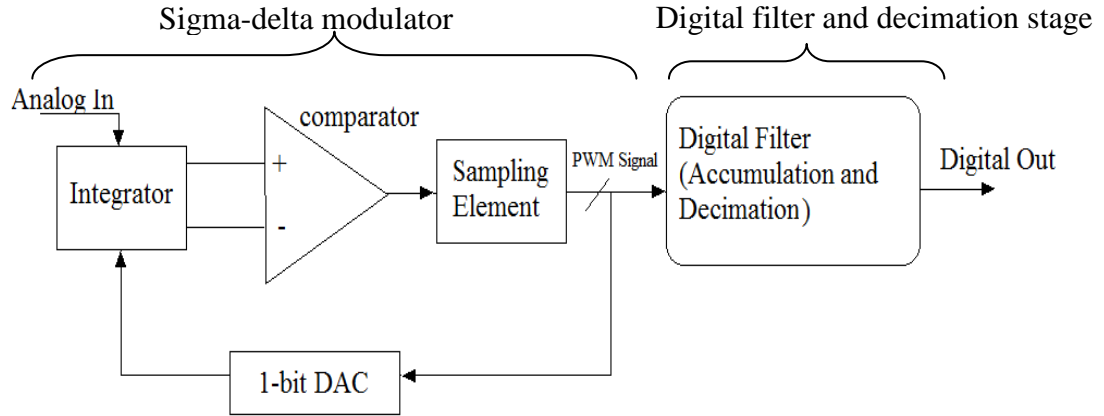 Sigma-delta modulator
Digital filter and decimation stage
Analog In
comparator
+
-
Integrator
Sampling
Element
PWM Signal
Digital Filter
(Accumulation and
Decimation)
Digital Out
1-bit DAC